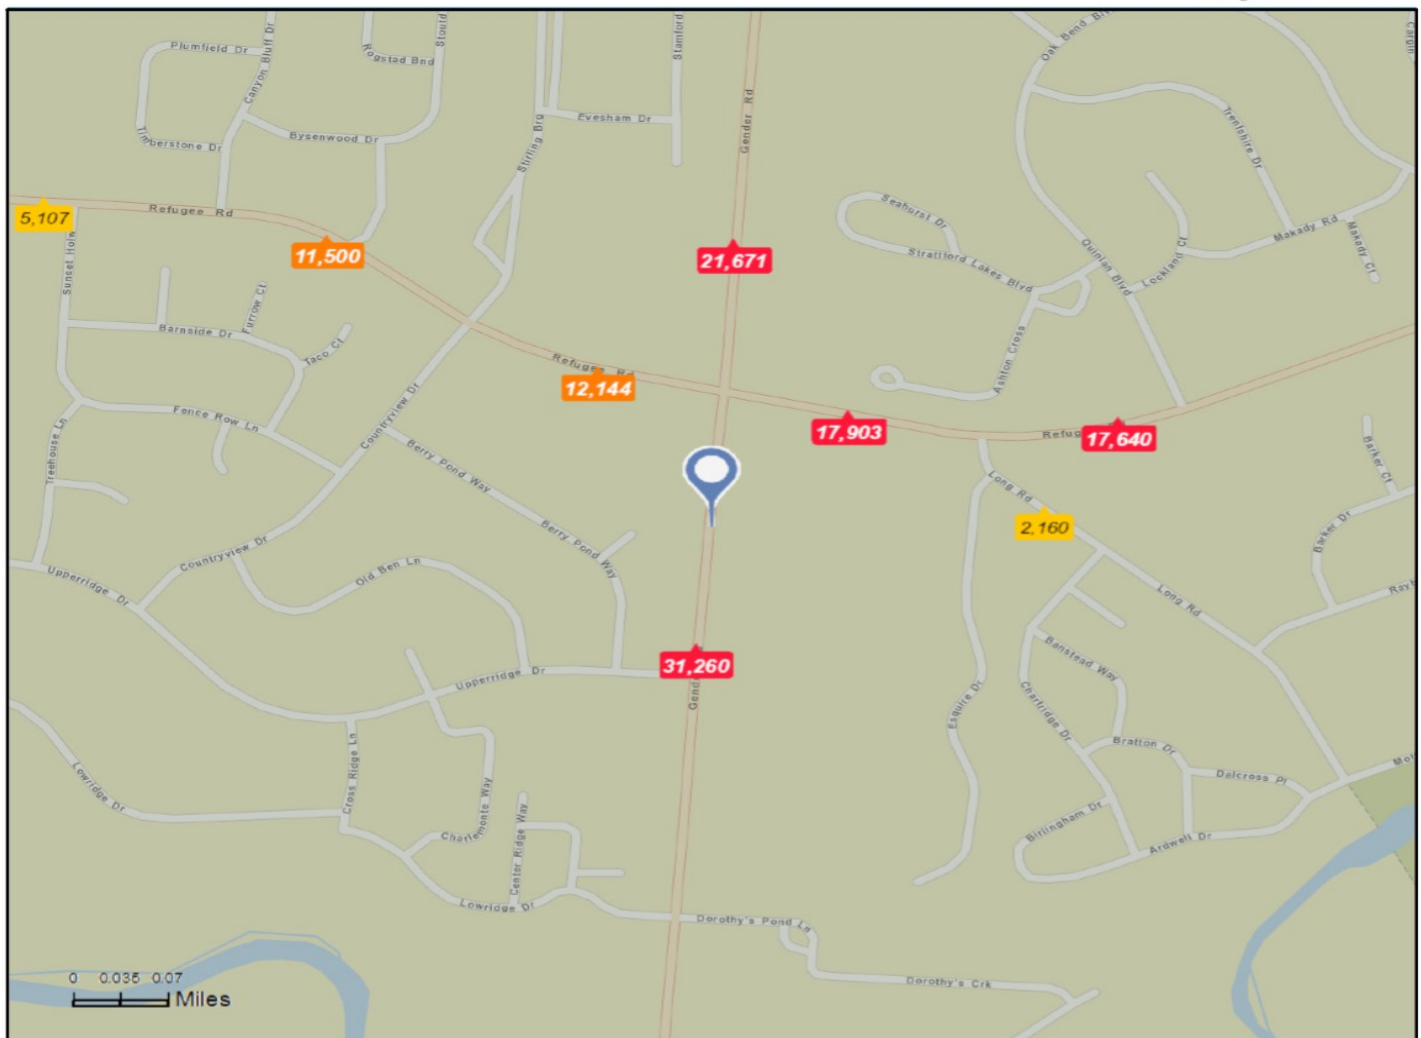 Plumfield Dr
Canyon Bluff Dr
Rogstad Bnd
Stamford
Gender Rd
Oak Bend
Timberstone Dr
Bysenwood Dr
Stirling Brg
Evesham Dr
Trentshire Dr
5,107
Refugee Rd
11,500
21,671
Seahurst Dr
Stratford Lakes Blvd
Quinlan Blvd
Lockland Ct
Makady Rd
Makady Ct
Barnside Dr
Furrow Ct
Taco Ct
Refugee Rd
12,144
Ashton Cross
17,903
17,640
Treehouse Ln
Fence Row Ln
Countryview Dr
Berry Pond Way
Long Rd
2,160
Barker Ct
Barker Dr
Upperridge Dr
Countryview Dr
Old Ben Ln
Berry Pond Way
Long Rd
31,260
Upperridge Dr
Esquire Dr
Banstead Way
Chartridge Dr
Bratton Dr
Dalcross Pl
Lowridge Dr
Cross Ridge Ln
Charlemonte Way
Center Ridge Way
Birlingham Dr
Ardwell Dr
Lowridge Dr
Dorothy's Pond Ln
Dorothy's Crk
0 0.035 0.07
Miles